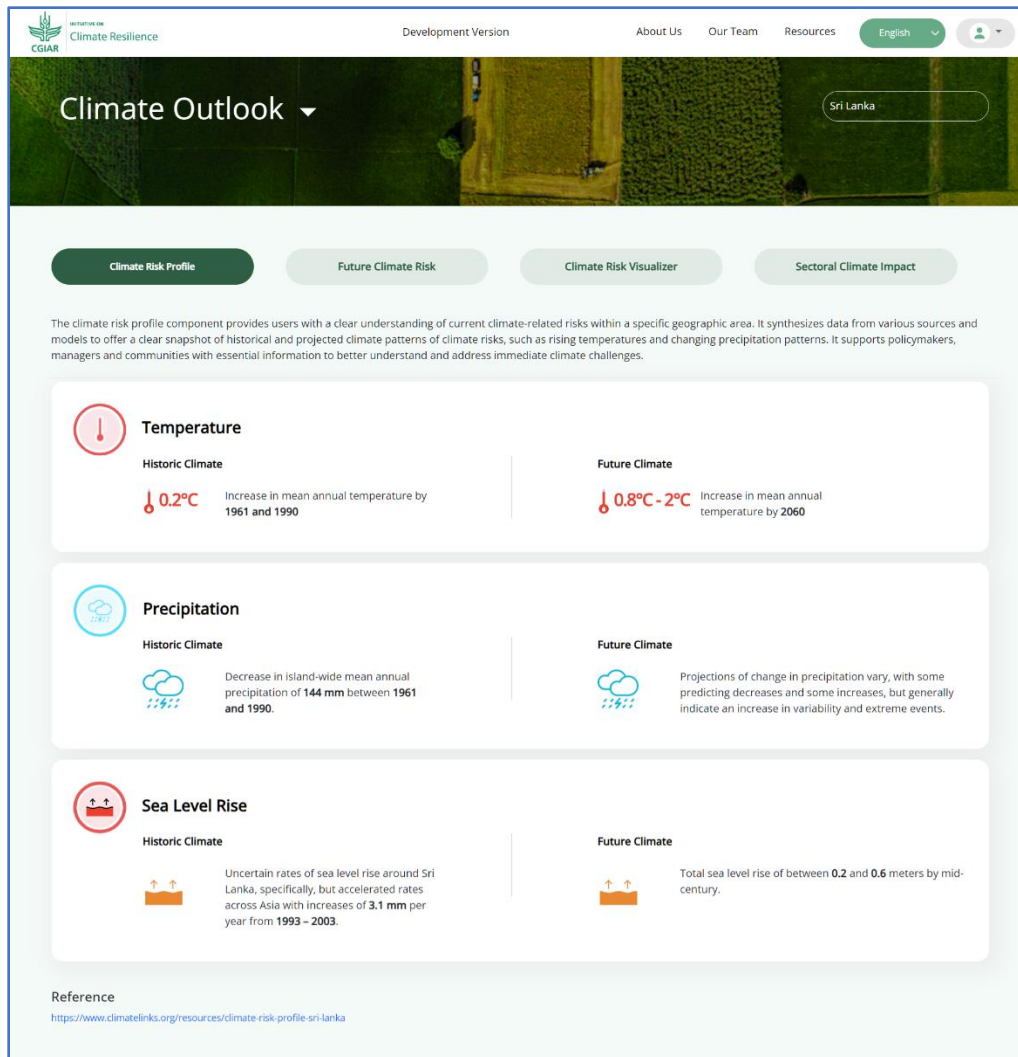 INITIATIVE ON
Climate Resilience
CGIAR
Development Version
About Us
Our Team
Resources
English
Climate Outlook
Sri Lanka
Climate Risk Profile
Future Climate Risk
Climate Risk Visualizer
Sectoral Climate Impact
The climate risk profile component provides users with a clear understanding of current climate-related risks within a specific geographic area. It synthesizes data from various sources and
models to offer a clear snapshot of historical and projected climate patterns of climate risks, such as rising temperatures and changing precipitation patterns. It supports policymakers,
managers and communities with essential information to better understand and address immediate climate challenges.
Temperature
Historic Climate
0.2°C
Increase in mean annual temperature by
1961 and 1990
Future Climate
0.8°C - 2°C
Increase in mean annual
temperature by 2060
Precipitation
Historic Climate
Decrease in island-wide mean annual
precipitation of 144 mm between 1961
and 1990.
Future Climate
Projections of change in precipitation vary, with some
predicting decreases and some increases, but generally
indicate an increase in variability and extreme events.
Sea Level Rise
Historic Climate
Uncertain rates of sea level rise around Sri
Lanka, specifically, but accelerated rates
across Asia with increases of 3.1 mm per
year from 1993 – 2003.
Future Climate
Total sea level rise of between 0.2 and 0.6 meters by mid-
century.
Reference
https://www.climatelinks.org/resources/climate-risk-profile-sri-lanka